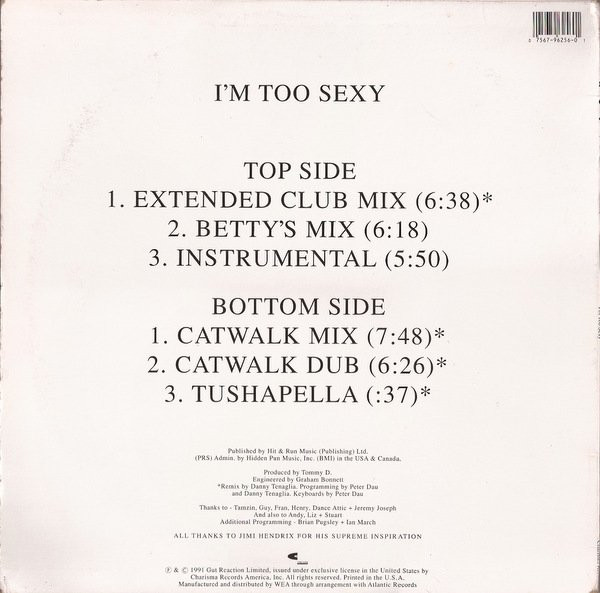 7567-96256-0
I'M TOO SEXY
TOP SIDE
1. EXTENDED CLUB MIX (6:38)*
2. BETTY'S MIX (6:18)
3. INSTRUMENTAL (5:50)
BOTTOM SIDE
1. CATWALK MIX (7:48)*
2. CATWALK DUB (6:26)*
3. TUSHAPELLA (:37)*
Published by Hit & Run Music (Publishing) Ltd.
(PRS) Admin. by Hidden Pun Music, Inc. (BMI) in the USA & Canada.
Produced by Tommy D.
Engineered by Graham Bonnett
*Remix by Danny Tenaglia. Programming by Peter Dau
and Danny Tenaglia. Keyboards by Peter Dau
Thanks to - Tamzin, Guy, Fran, Henry, Dance Attic + Jeremy Joseph
And also to Andy, Liz + Stuart
Additional Programming - Brian Pugsley + Ian March
ALL THANKS TO JIMI HENDRIX FOR HIS SUPREME INSPIRATION
℗ & © 1991 Gut Reaction Limited, issued under exclusive license in the United States by
Charisma Records America, Inc. All rights reserved. Printed in the U.S.A.
Manufactured and distributed by WEA through arrangement with Atlantic Records